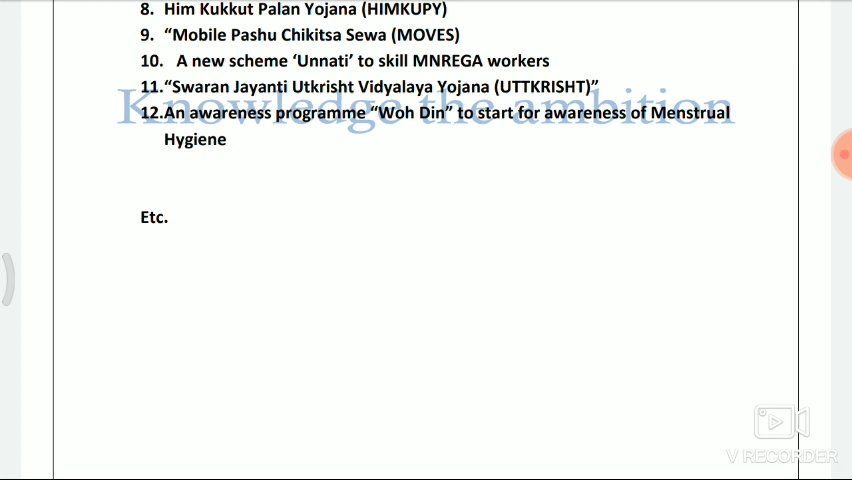 8. Him Kukkut Palan Yojana (HIMKUPY)
9. “Mobile Pashu Chikitsa Sewa (MOVES)
10. A new scheme ‘Unnati’ to skill MNREGA workers
11.“Swaran Jayanti Utkrisht Vidyalaya Yojana (UTTKRISHT)”
Knowledge the ambition
12.An awareness programme “Woh Din” to start for awareness of Menstrual
Hygiene
Etc.
V RECORDER